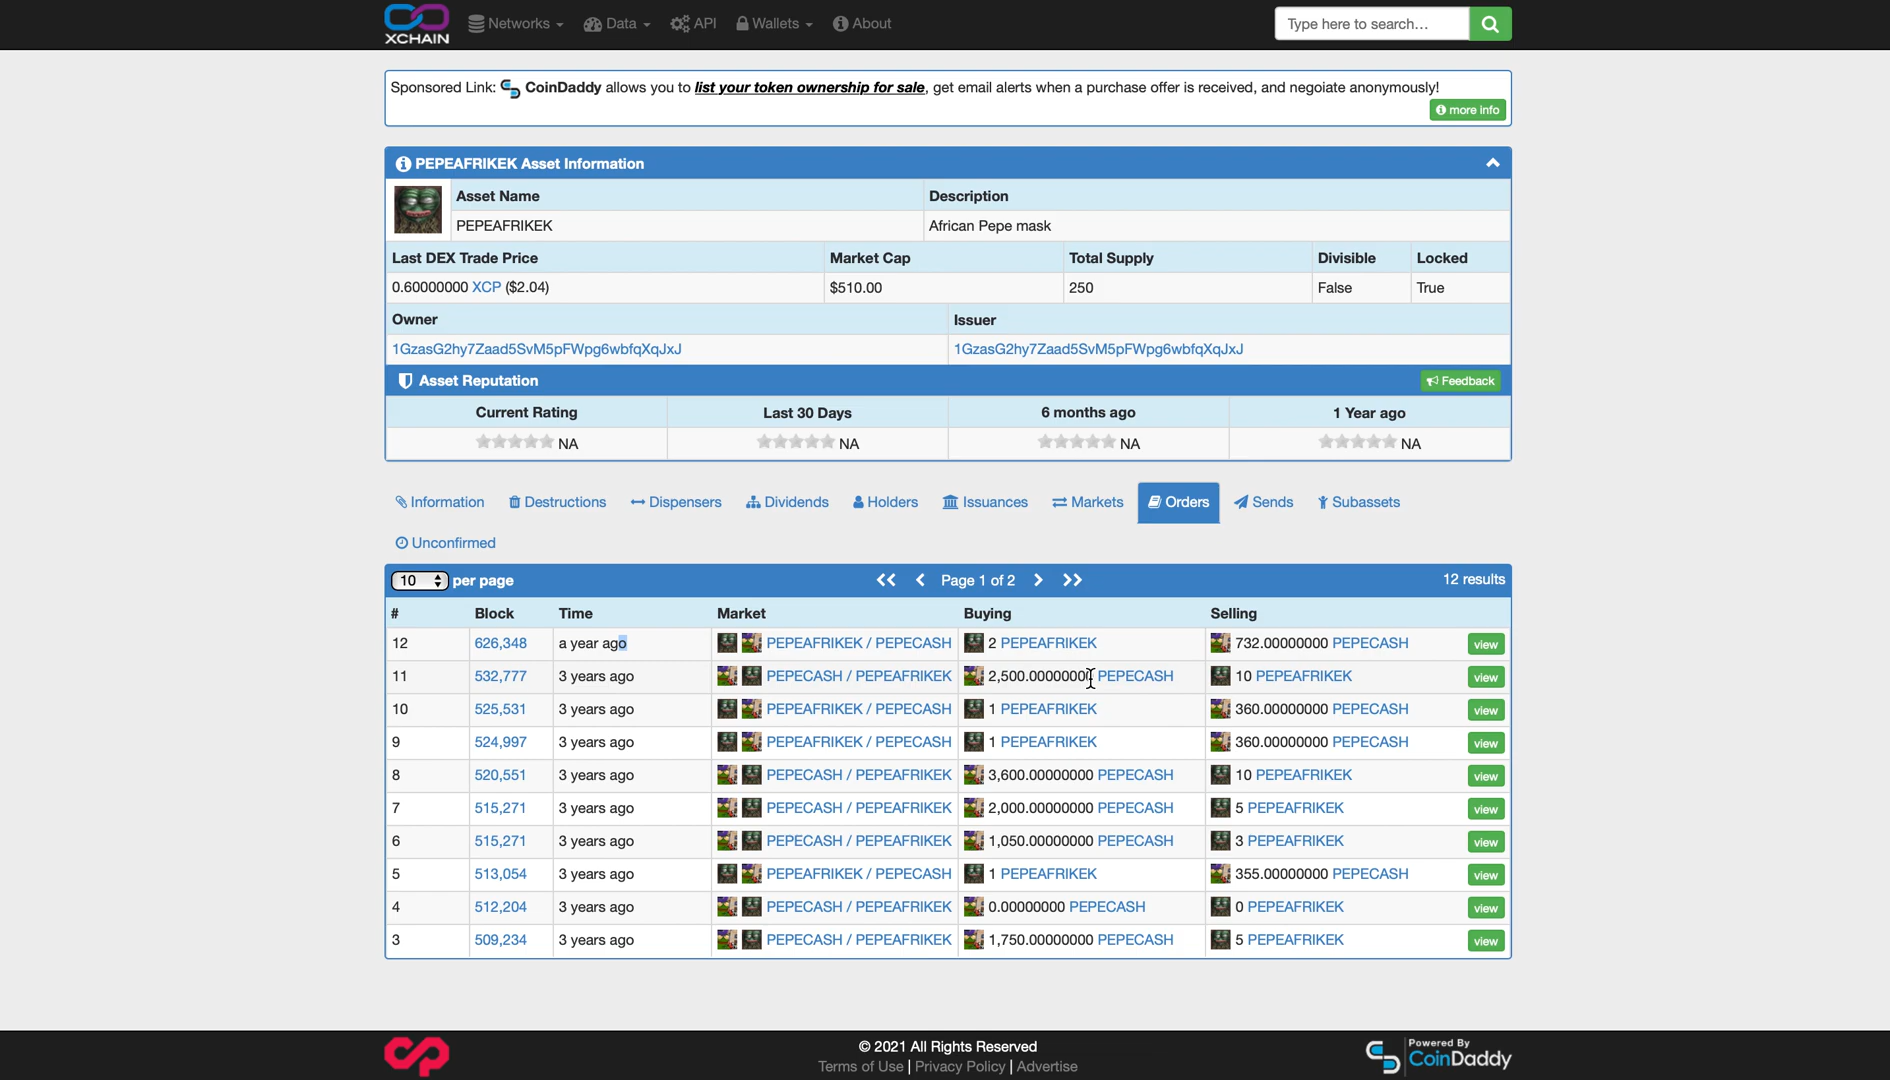 XCHAIN Networks Data API Wallets About Type here to search...
Sponsored Link: CoinDaddy allows you to list your token ownership for sale, get email alerts when a purchase offer is received, and negoiate anonymously!
more info
PEPEAFRIKEK Asset Information
Asset Name Description
PEPEAFRIKEK African Pepe mask
Last DEX Trade Price Market Cap Total Supply Divisible Locked
0.60000000 XCP ($2.04) $510.00 250 False True
Owner Issuer
1GzasG2hy7Zaad5SvM5pFWpg6wbfqXqJxJ 1GzasG2hy7Zaad5SvM5pFWpg6wbfqXqJxJ
Asset Reputation Feedback
Current Rating Last 30 Days 6 months ago 1 Year ago
NA NA NA NA
Information Destructions Dispensers Dividends Holders Issuances Markets Orders Sends Subassets
Unconfirmed
10 per page Page 1 of 2 12 results
# Block Time Market Buying Selling
12 626,348 a year ago PEPEAFRIKEK / PEPECASH 2 PEPEAFRIKEK 732.00000000 PEPECASH view
11 532,777 3 years ago PEPECASH / PEPEAFRIKEK 2,500.00000000 PEPECASH 10 PEPEAFRIKEK view
10 525,531 3 years ago PEPEAFRIKEK / PEPECASH 1 PEPEAFRIKEK 360.00000000 PEPECASH view
9 524,997 3 years ago PEPEAFRIKEK / PEPECASH 1 PEPEAFRIKEK 360.00000000 PEPECASH view
8 520,551 3 years ago PEPECASH / PEPEAFRIKEK 3,600.00000000 PEPECASH 10 PEPEAFRIKEK view
7 515,271 3 years ago PEPECASH / PEPEAFRIKEK 2,000.00000000 PEPECASH 5 PEPEAFRIKEK view
6 515,271 3 years ago PEPECASH / PEPEAFRIKEK 1,050.00000000 PEPECASH 3 PEPEAFRIKEK view
5 513,054 3 years ago PEPEAFRIKEK / PEPECASH 1 PEPEAFRIKEK 355.00000000 PEPECASH view
4 512,204 3 years ago PEPECASH / PEPEAFRIKEK 0.00000000 PEPECASH 0 PEPEAFRIKEK view
3 509,234 3 years ago PEPECASH / PEPEAFRIKEK 1,750.00000000 PEPECASH 5 PEPEAFRIKEK view
© 2021 All Rights Reserved
Terms of Use | Privacy Policy | Advertise
Powered By
CoinDaddy